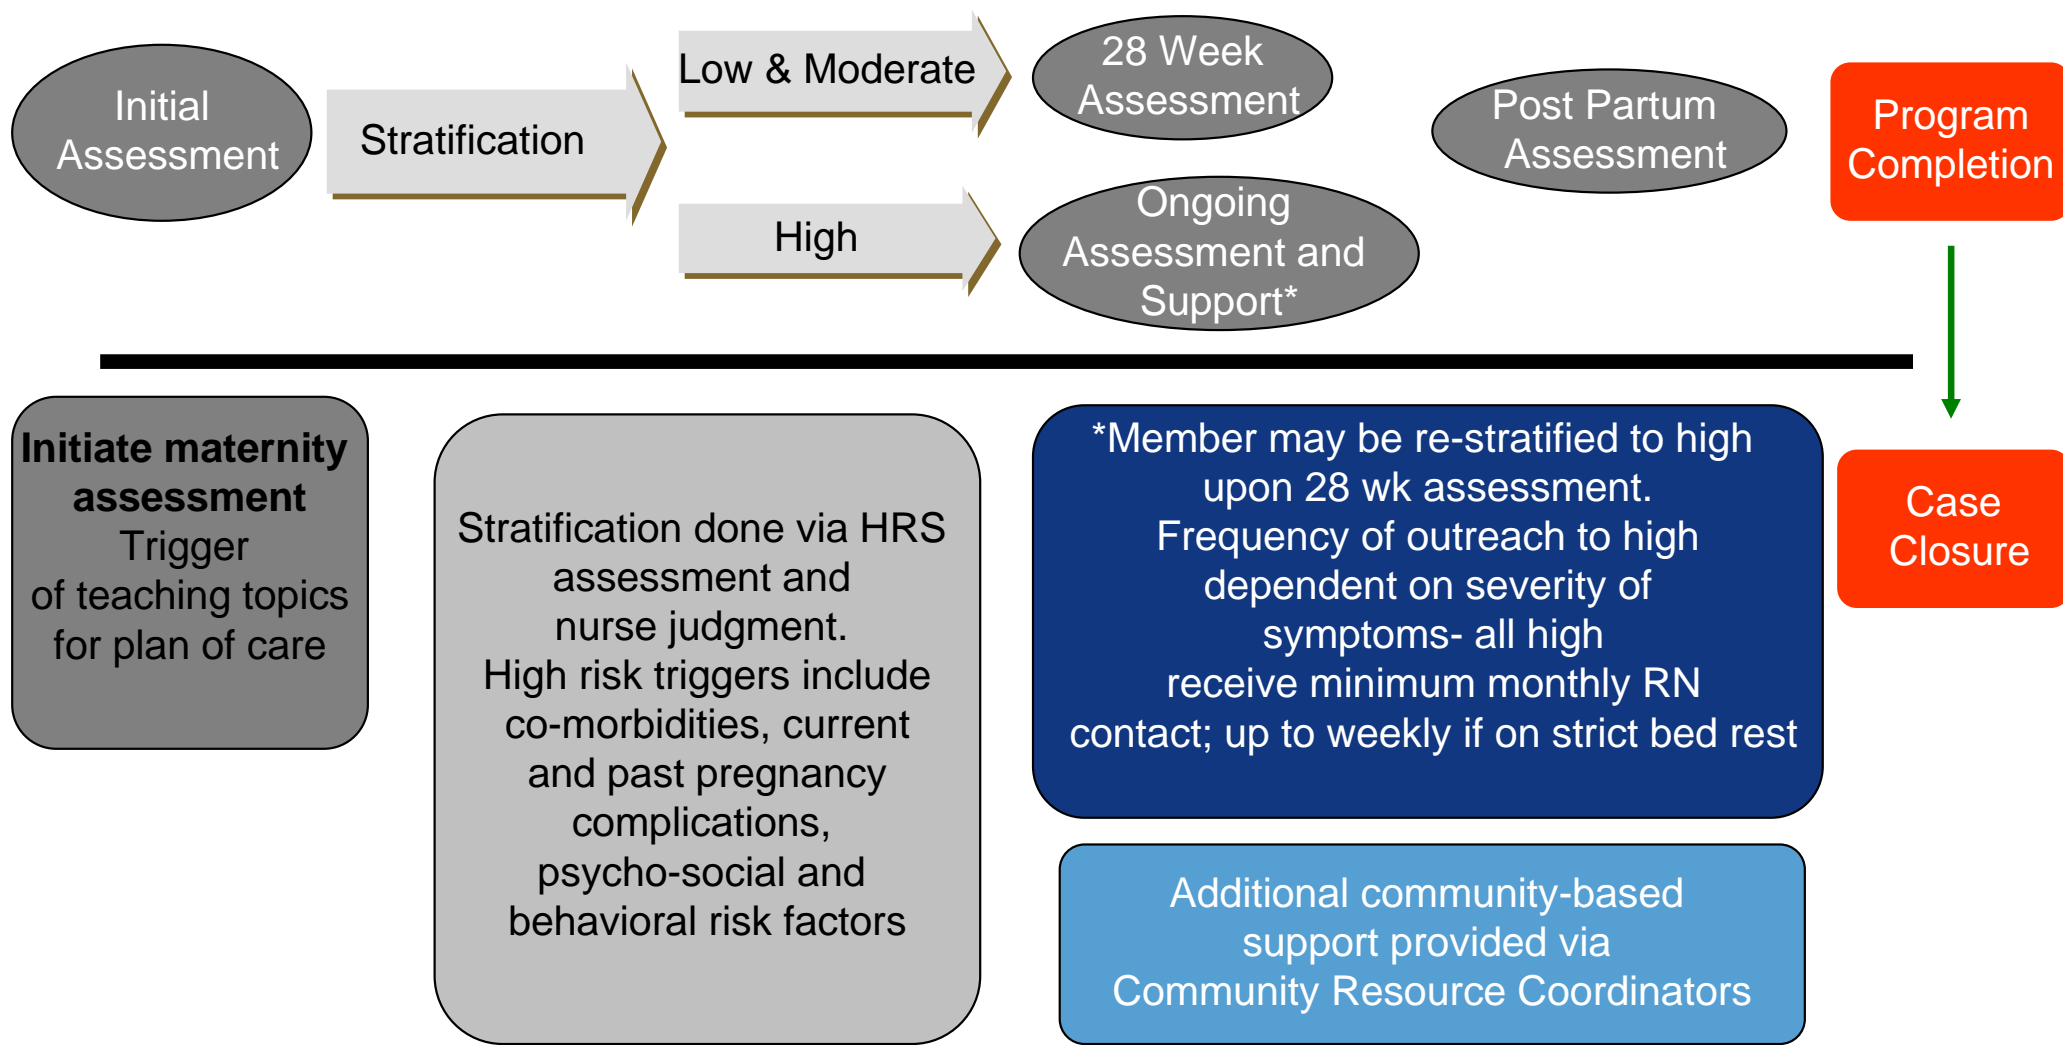 Initial
Assessment
Stratification
Low & Moderate
High
28 Week
Assessment
Ongoing
Assessment and
Support*
Post Partum
Assessment
Program
Completion
Initiate maternity
assessment
Trigger
of teaching topics
for plan of care
Stratification done via HRS
assessment and
nurse judgment.
High risk triggers include
co-morbidities, current
and past pregnancy
complications,
psycho-social and
behavioral risk factors
*Member may be re-stratified to high
upon 28 wk assessment.
Frequency of outreach to high
dependent on severity of
symptoms- all high
receive minimum monthly RN
contact; up to weekly if on strict bed rest
Additional community-based
support provided via
Community Resource Coordinators
Case
Closure